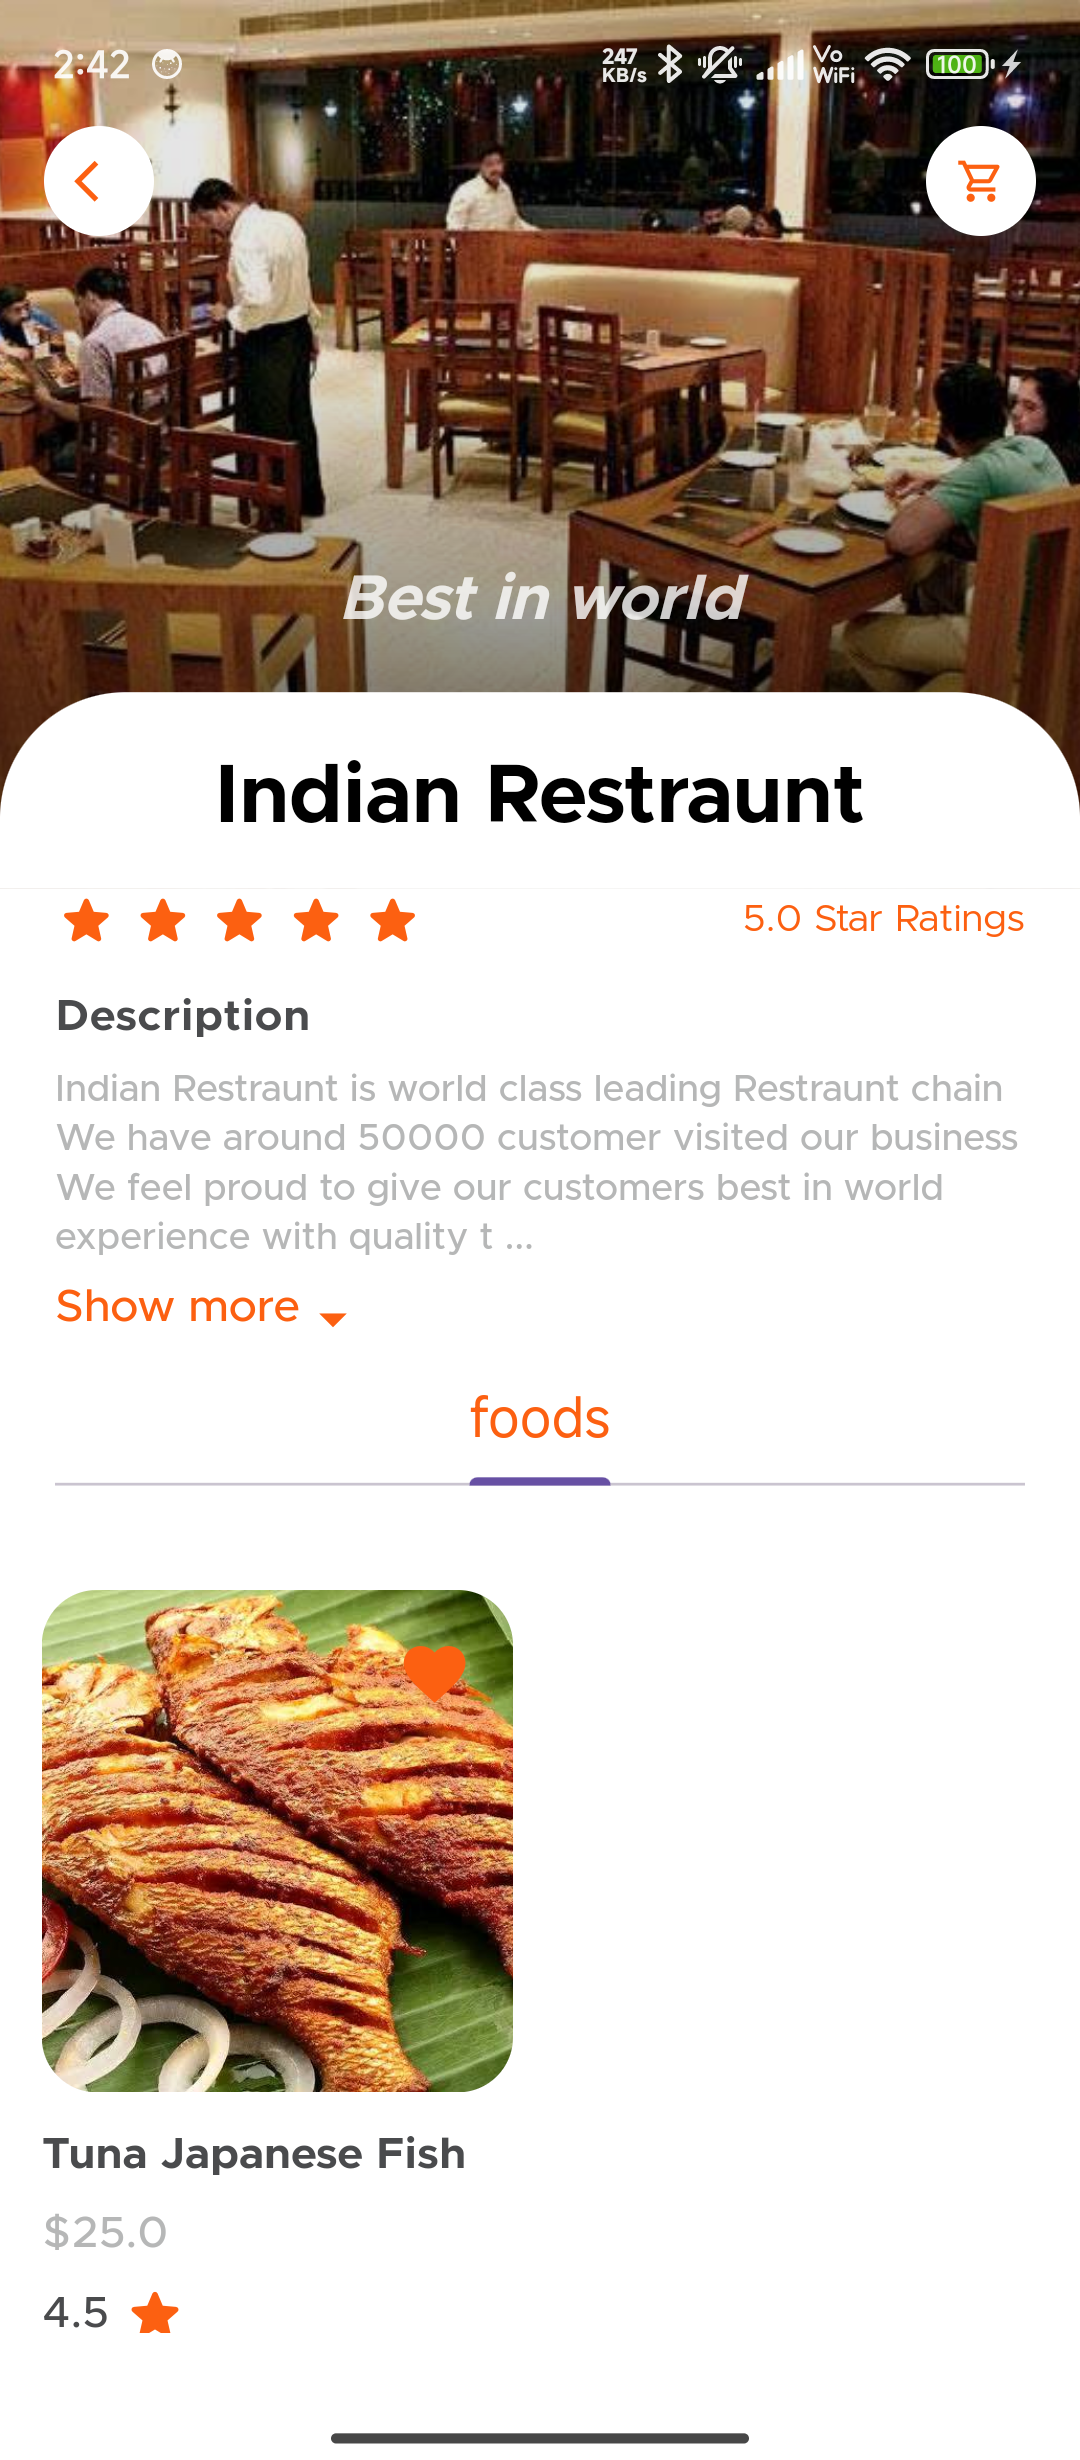 2:42
247
KB/s
Vo
WiFi
100
Best in world
Indian Restraunt
5.0 Star Ratings
Description
Indian Restraunt is world class leading Restraunt chain
We have around 50000 customer visited our business
We feel proud to give our customers best in world
experience with quality t ...
Show more
foods
Tuna Japanese Fish
$25.0
4.5